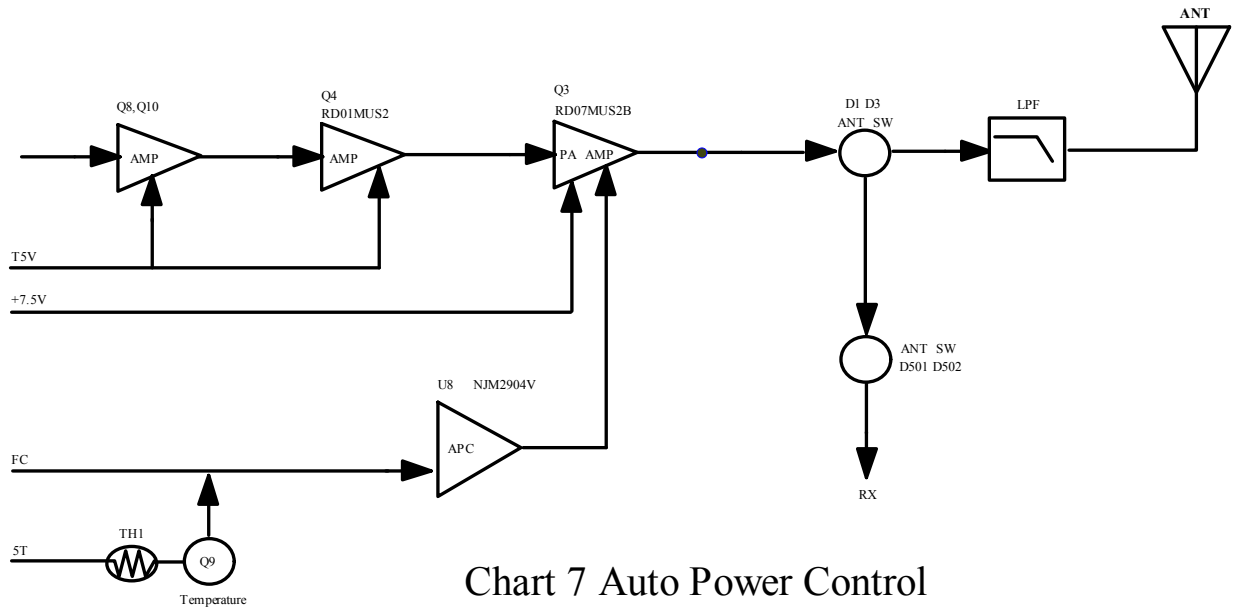 ANT
Q8,Q10
Q4
RD01MUS2
Q3
RD07MUS2B
D1 D3
ANT SW
LPF
AMP
AMP
PA AMP
T5V
+7.5V
ANT SW
D501 D502
U8 NJM2904V
APC
FC
RX
TH1
5T
Q9
Temperature
Chart 7 Auto Power Control